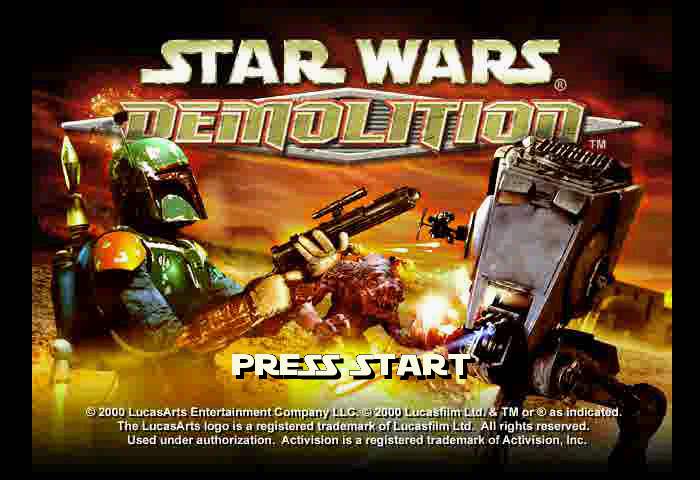 STAR WARS ®
DEMOLITION TM
PRESS START
© 2000 LucasArts Entertainment Company LLC. © 2000 Lucasfilm Ltd. & TM or ® as indicated.
The LucasArts logo is a registered trademark of Lucasfilm Ltd. All rights reserved.
Used under authorization. Activision is a registered trademark of Activision, Inc.